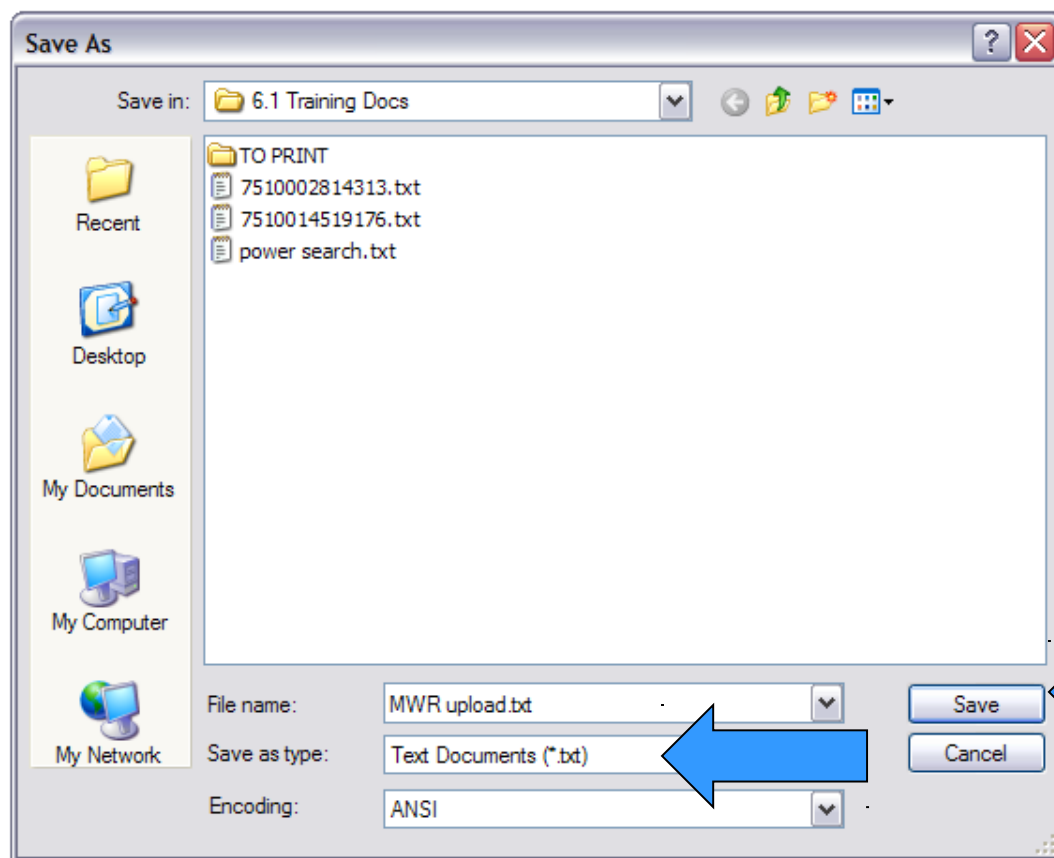 Save As
?
Save in: 6.1 Training Docs
TO PRINT
7510002814313.txt
7510014519176.txt
power search.txt
Recent
Desktop
My Documents
My Computer
My Network
File name: MWR upload.txt Save
Save as type: Text Documents (*.txt) Cancel
Encoding: ANSI